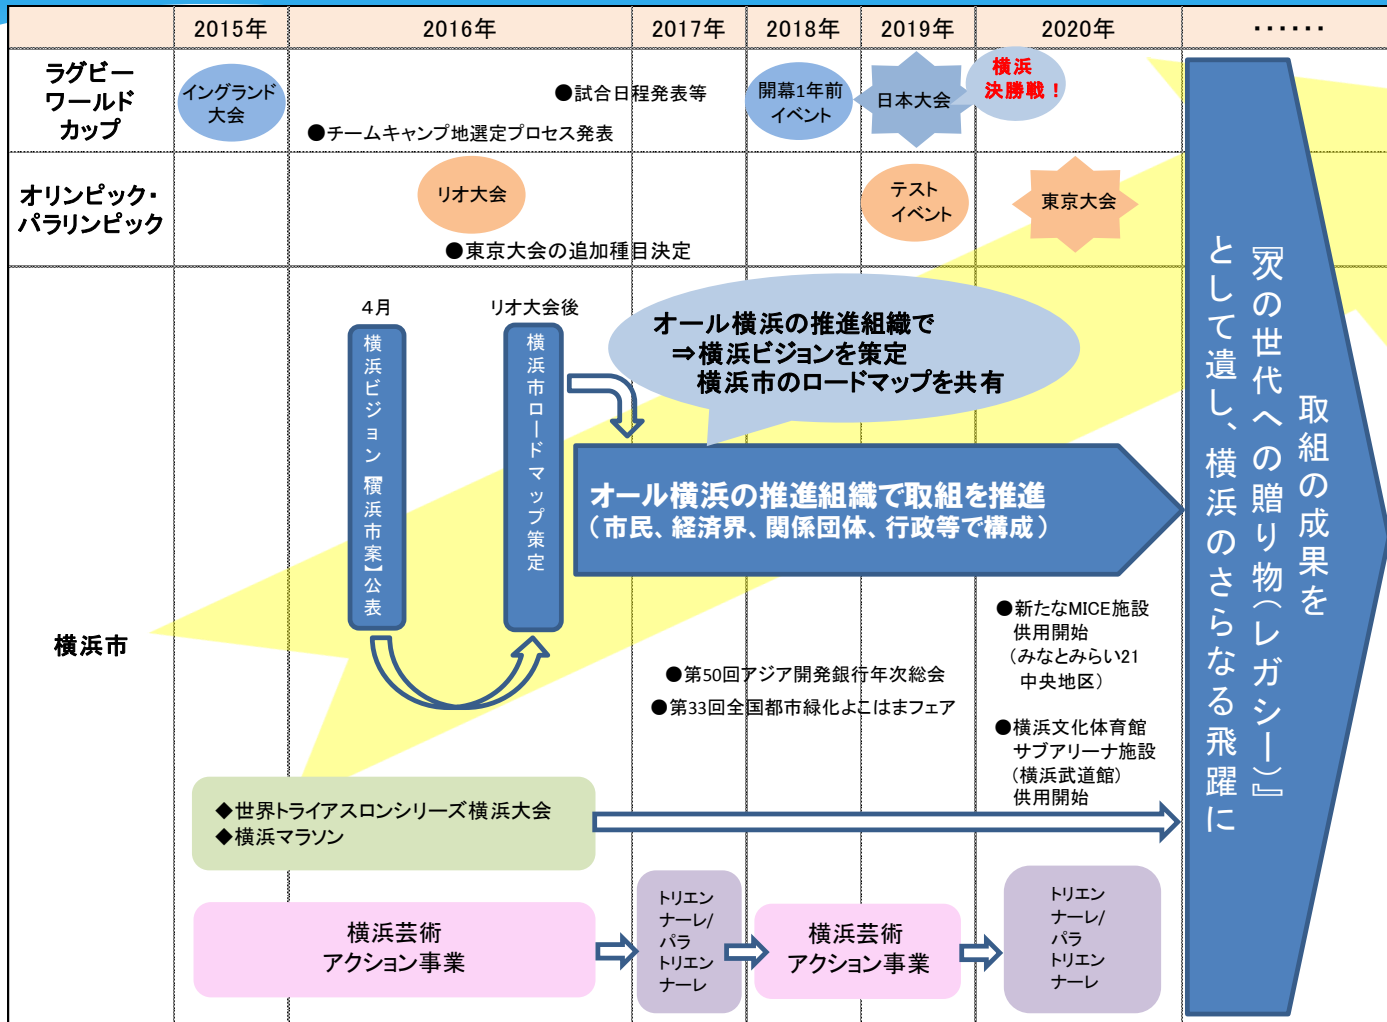 2015年
2016年
2017年
2018年
2019年
2020年
‥‥‥
ラグビー
ワールド
カップ
イングランド
大会
●試合日程発表等
●チームキャンプ地選定プロセス発表
開幕1年前
イベント
日本大会
横浜
決勝戦！
オリンピック・
パラリンピック
リオ大会
●東京大会の追加種目決定
テスト
イベント
東京大会
横浜市
４月
横浜ビジョン【横浜市案】公表
リオ大会後
横浜市ロードマップ策定
オール横浜の推進組織で
⇒横浜ビジョンを策定
横浜市のロードマップを共有
オール横浜の推進組織で取組を推進
（市民、経済界、関係団体、行政等で構成）
●第50回アジア開発銀行年次総会
●第33回全国都市緑化よこはまフェア
●新たなMICE施設
供用開始
（みなとみらい21
中央地区）
●横浜文化体育館
サブアリーナ施設
（横浜武道館）
供用開始
◆世界トライアスロンシリーズ横浜大会
◆横浜マラソン
横浜芸術
アクション事業
トリエン
ナーレ/
パラ
トリエン
ナーレ
横浜芸術
アクション事業
トリエン
ナーレ/
パラ
トリエン
ナーレ
取組の成果を
『次の世代への贈り物（レガシー）』
として遺し、横浜のさらなる飛躍に